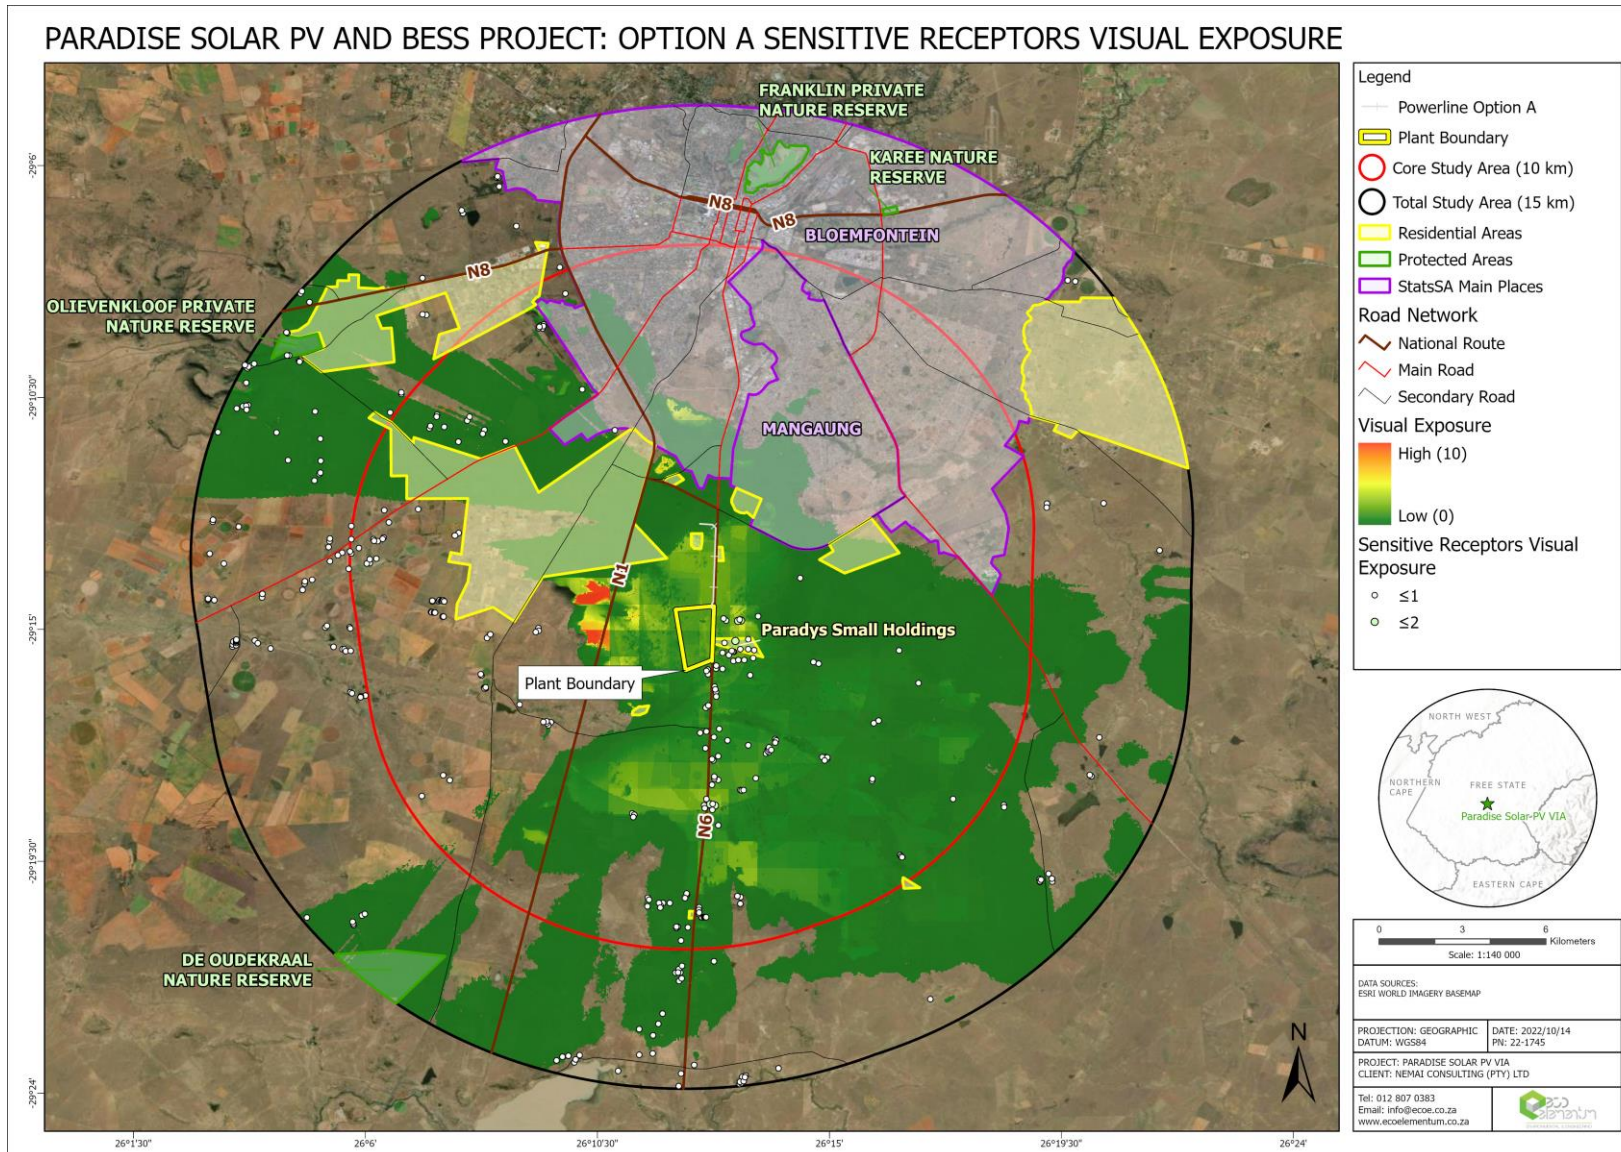 PARADISE SOLAR PV AND BESS PROJECT: OPTION A SENSITIVE RECEPTORS VISUAL EXPOSURE
FRANKLIN PRIVATE
NATURE RESERVE
KAREE NATURE
RESERVE
N8
N8
BLOEMFONTEIN
N8
OLIEVENKLOOF PRIVATE
NATURE RESERVE
MANGAUNG
N1
Paradys Small Holdings
Plant Boundary
N6
DE OUDEKRAAL
NATURE RESERVE
N
-29°6'
-29°10'30"
-29°15'
-29°19'30"
-29°24'
26°1'30"
26°6'
26°10'30"
26°15'
26°19'30"
26°24'
Legend
Powerline Option A
Plant Boundary
Core Study Area (10 km)
Total Study Area (15 km)
Residential Areas
Protected Areas
StatsSA Main Places
Road Network
National Route
Main Road
Secondary Road
Visual Exposure
High (10)
Low (0)
Sensitive Receptors Visual
Exposure
≤1
≤2
NORTH WEST
NORTHERN
CAPE
FREE STATE
Paradise Solar-PV VIA
EASTERN CAPE
0 3 6
Kilometers
Scale: 1:140 000
DATA SOURCES:
ESRI WORLD IMAGERY BASEMAP
PROJECTION: GEOGRAPHIC
DATUM: WGS84
DATE: 2022/10/14
PN: 22-1745
PROJECT: PARADISE SOLAR PV VIA
CLIENT: NEMAI CONSULTING (PTY) LTD
Tel: 012 807 0383
Email: info@ecoe.co.za
www.ecoelementum.co.za
eco
elementum